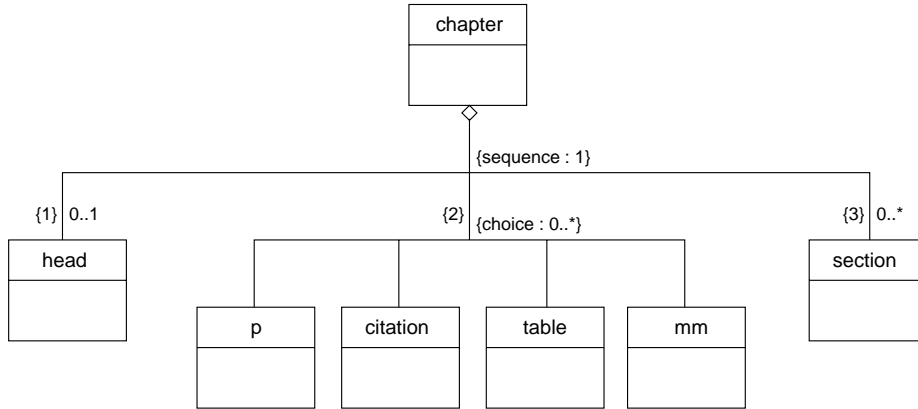 chapter
{sequence : 1}
{1} 0..1
{2}
{choice : 0..*}
{3} 0..*
head
section
p
citation
table
mm